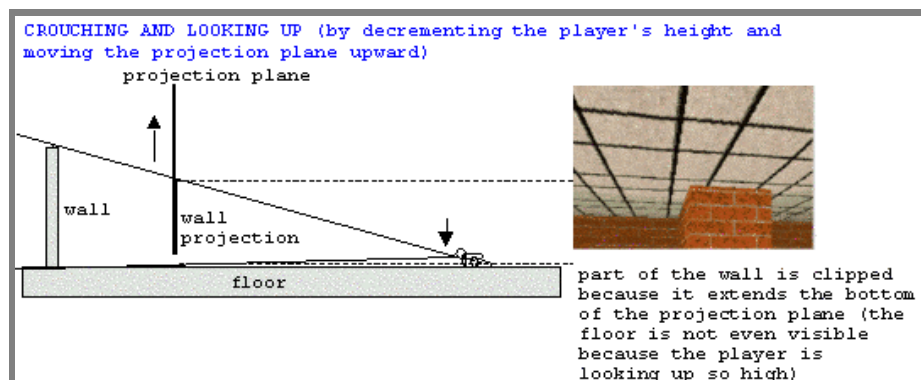 CROUCHING AND LOOKING UP (by decrementing the player's height and
moving the projection plane upward)
projection plane
wall
wall
projection
floor
part of the wall is clipped
because it extends the bottom
of the projection plane (the
floor is not even visible
because the player is
looking up so high)